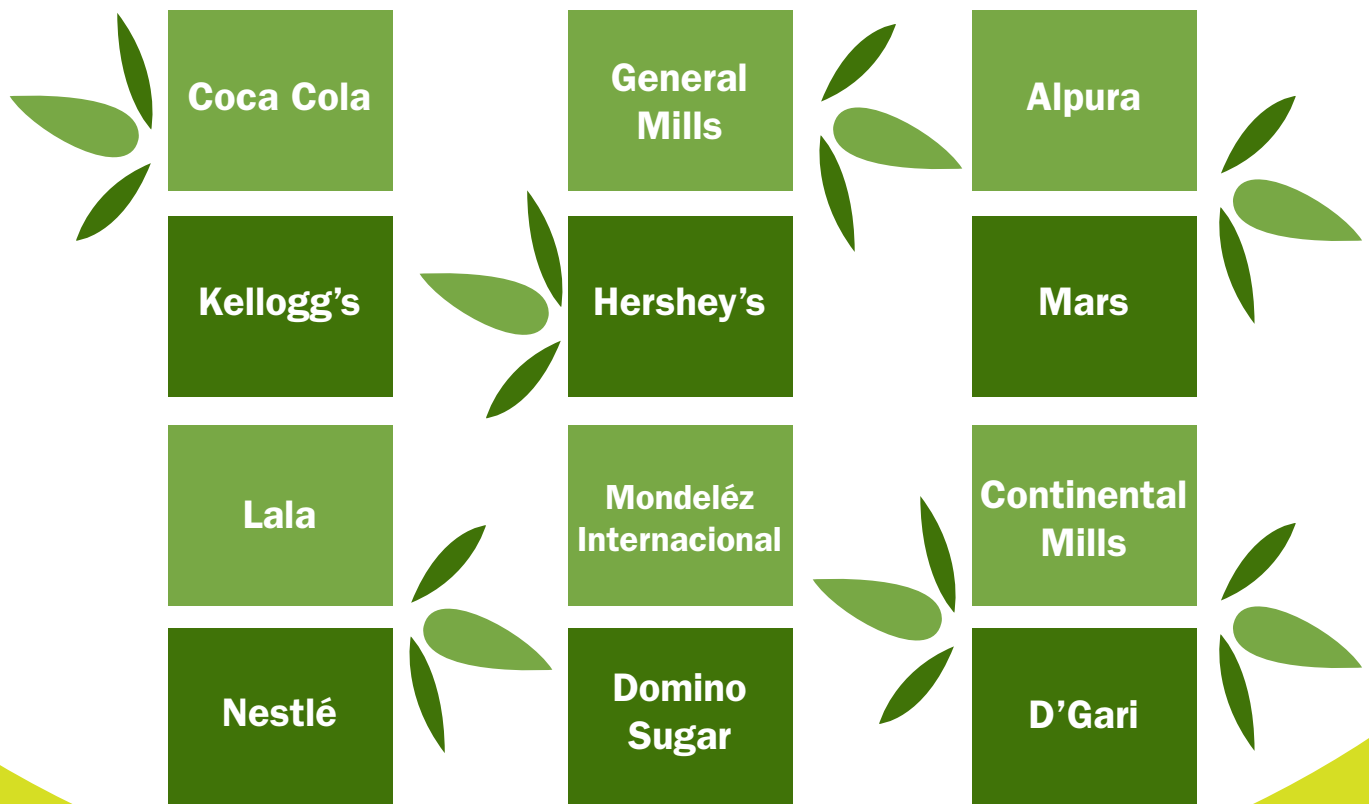 Coca Cola
General
Mills
Alpura
Kellogg’s
Hershey’s
Mars
Lala
Mondeléz
Internacional
Continental
Mills
Nestlé
Domino
Sugar
D’Gari